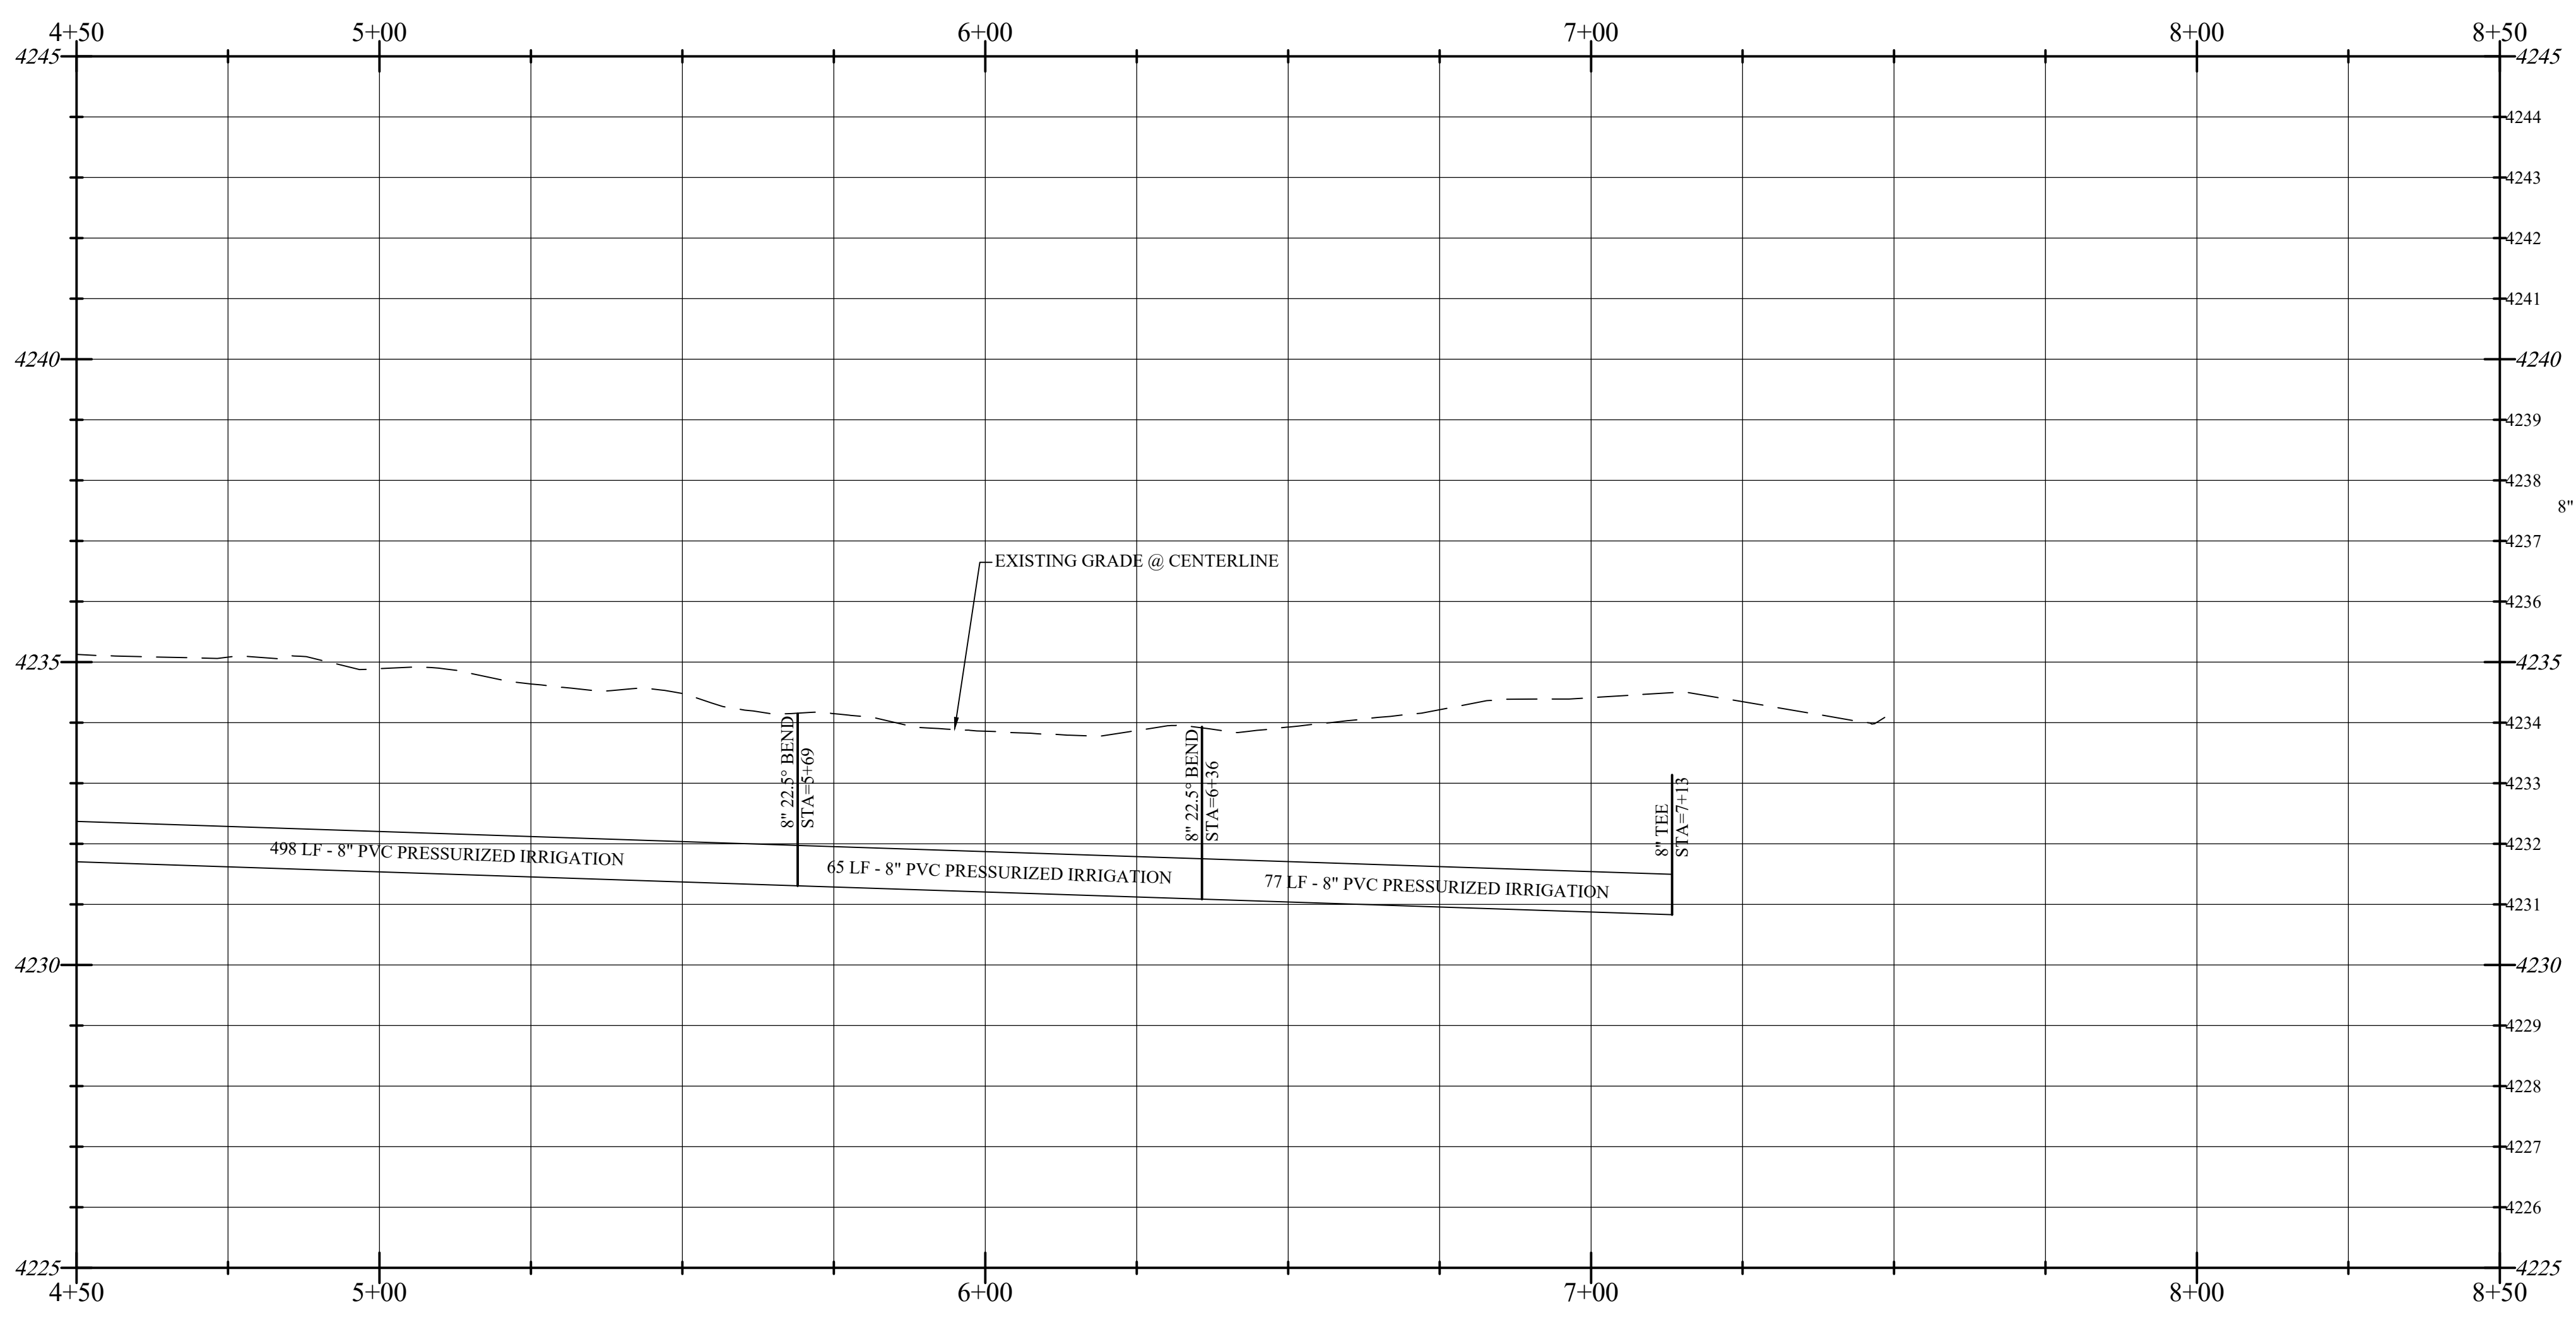 4+50 5+00 6+00 7+00 8+00 8+50
4245 4245
4244
4243
4242
4241
4240 4240
4239
4238
8"
4237
EXISTING GRADE @ CENTERLINE
4236
4235 4235
4234
8" 22.5° BEND
STA=5+69
8" 22.5° BEND
STA=6+36
8" TEE
STA=7+13
4233
4232
498 LF - 8" PVC PRESSURIZED IRRIGATION
65 LF - 8" PVC PRESSURIZED IRRIGATION
77 LF - 8" PVC PRESSURIZED IRRIGATION
4231
4230 4230
4229
4228
4227
4226
4225 4225
4+50 5+00 6+00 7+00 8+00 8+50